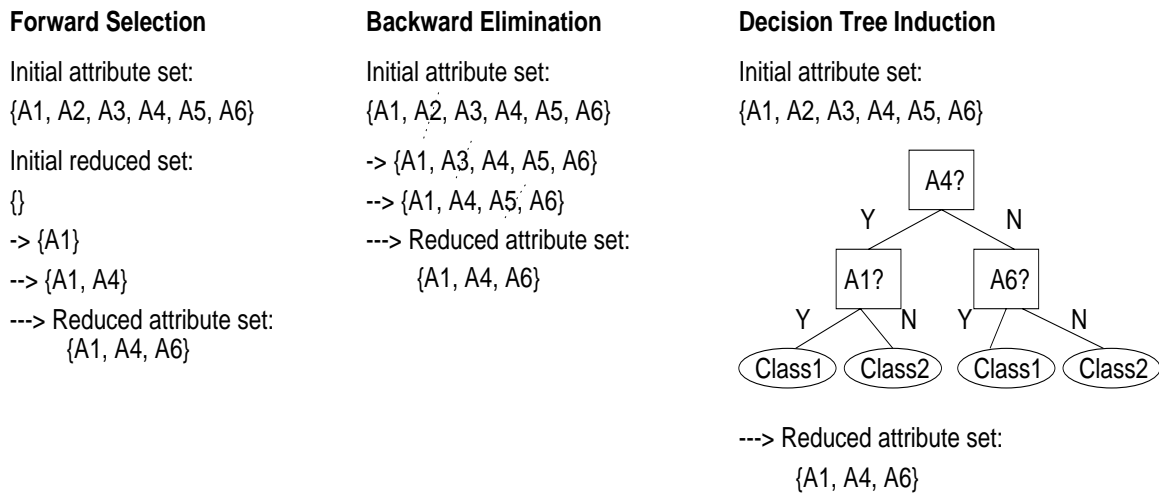 Forward Selection
Initial attribute set:
{A1, A2, A3, A4, A5, A6}
Initial reduced set:
{}
-> {A1}
--> {A1, A4}
---> Reduced attribute set:
{A1, A4, A6}
Backward Elimination
Initial attribute set:
{A1, A2, A3, A4, A5, A6}
-> {A1, A3, A4, A5, A6}
--> {A1, A4, A5, A6}
---> Reduced attribute set:
{A1, A4, A6}
Decision Tree Induction
Initial attribute set:
{A1, A2, A3, A4, A5, A6}
A4?
Y N
A1? A6?
Y N Y N
Class1 Class2 Class1 Class2
---> Reduced attribute set:
{A1, A4, A6}